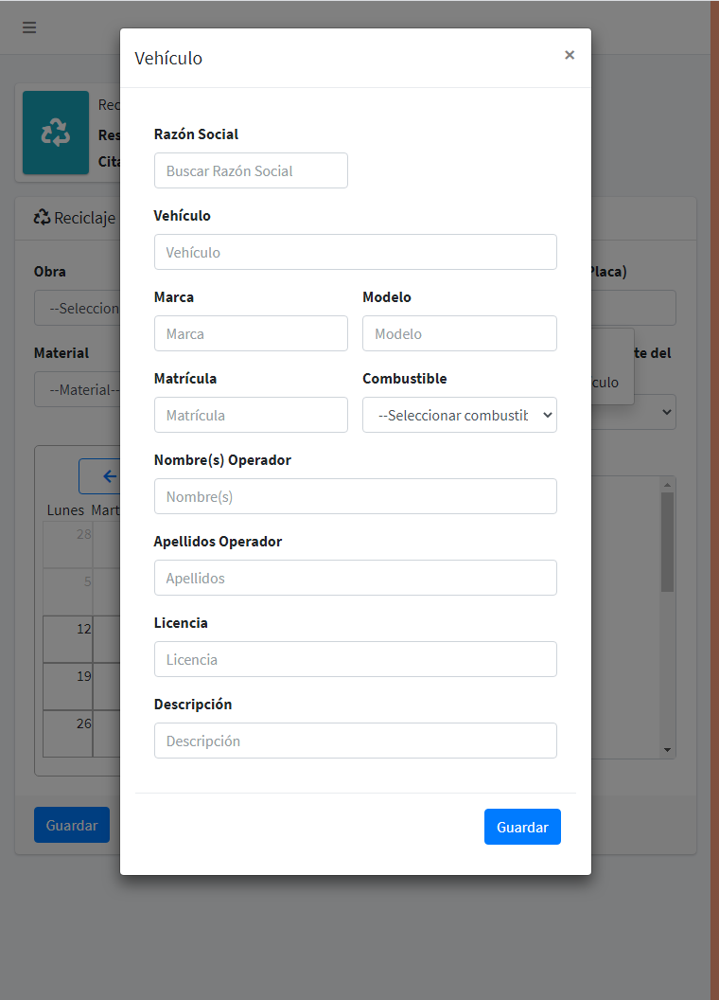 Vehículo ×
Razón Social
Buscar Razón Social
Vehículo
Vehículo
Marca Modelo
Marca Modelo
Matrícula Combustible
Matrícula --Seleccionar combustib
Nombre(s) Operador
Nombre(s)
Apellidos Operador
Apellidos
Licencia
Licencia
Descripción
Descripción
Guardar
Rec
Res
Cita
Reciclaje
Obra Placa)
--Seleccion
Material te del
--Material-- culo
Lunes Mart
28
5
12
19
26
Guardar